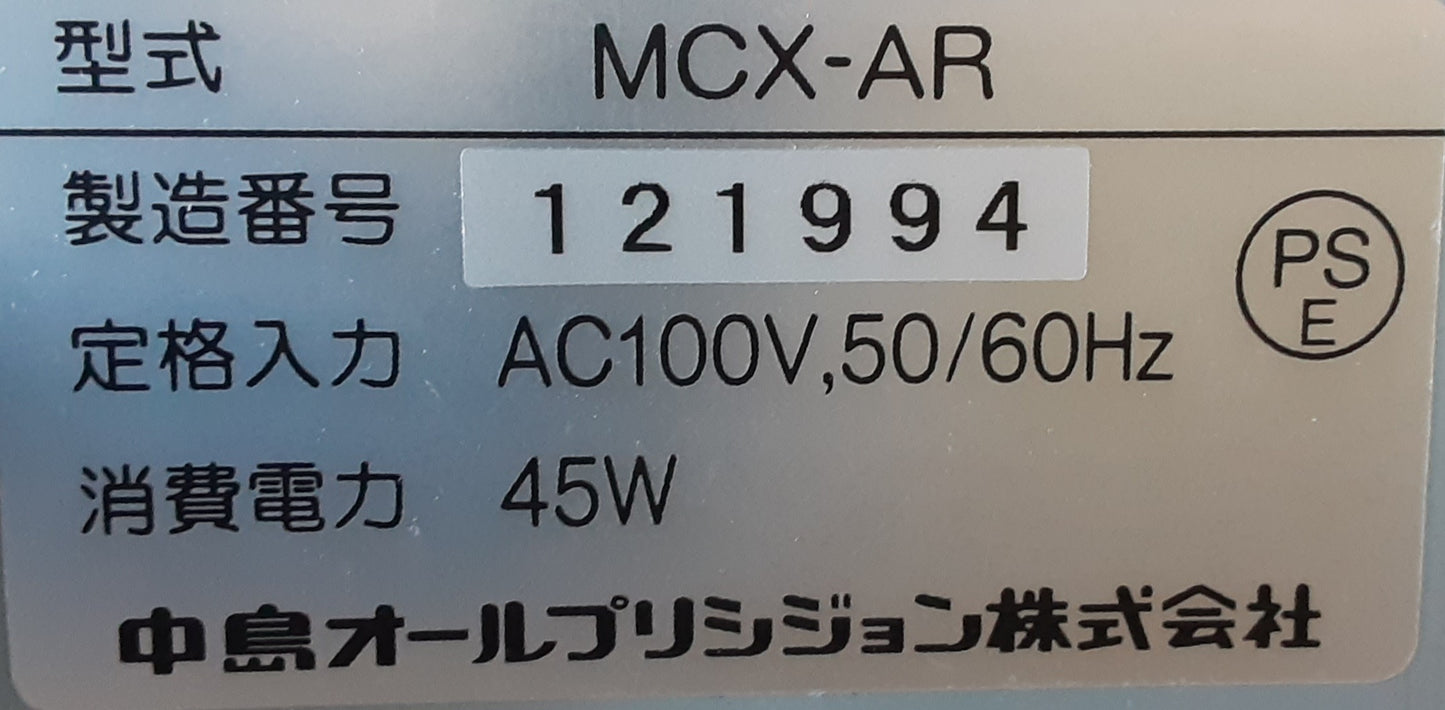 型式 MCX-AR
製造番号 121994
PS
E
定格入力 AC100V,50/60Hz
消費電力 45W
中島オールプリシジョン株式会社